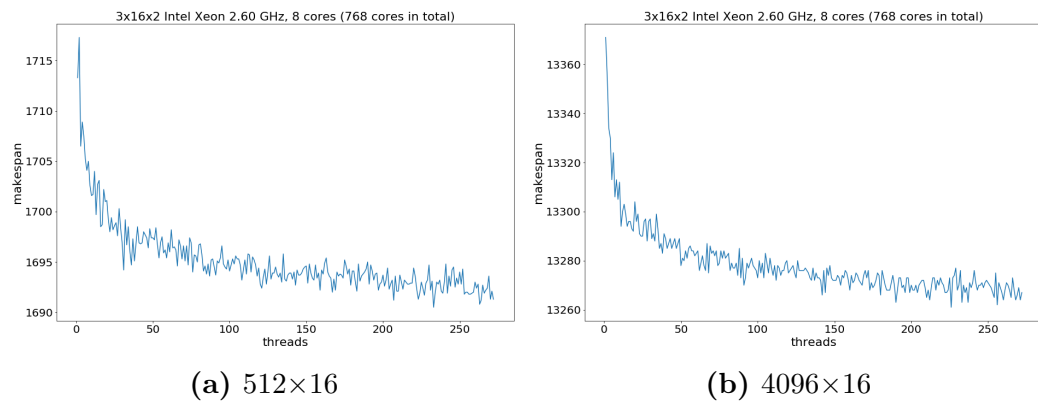 3x16x2 Intel Xeon 2.60 GHz, 8 cores (768 cores in total)
1715
1710
1705
1700
1695
1690
makespan
0 50 100 150 200 250
threads
(a) 512×16
3x16x2 Intel Xeon 2.60 GHz, 8 cores (768 cores in total)
13360
13340
13320
13300
13280
13260
makespan
0 50 100 150 200 250
threads
(b) 4096×16